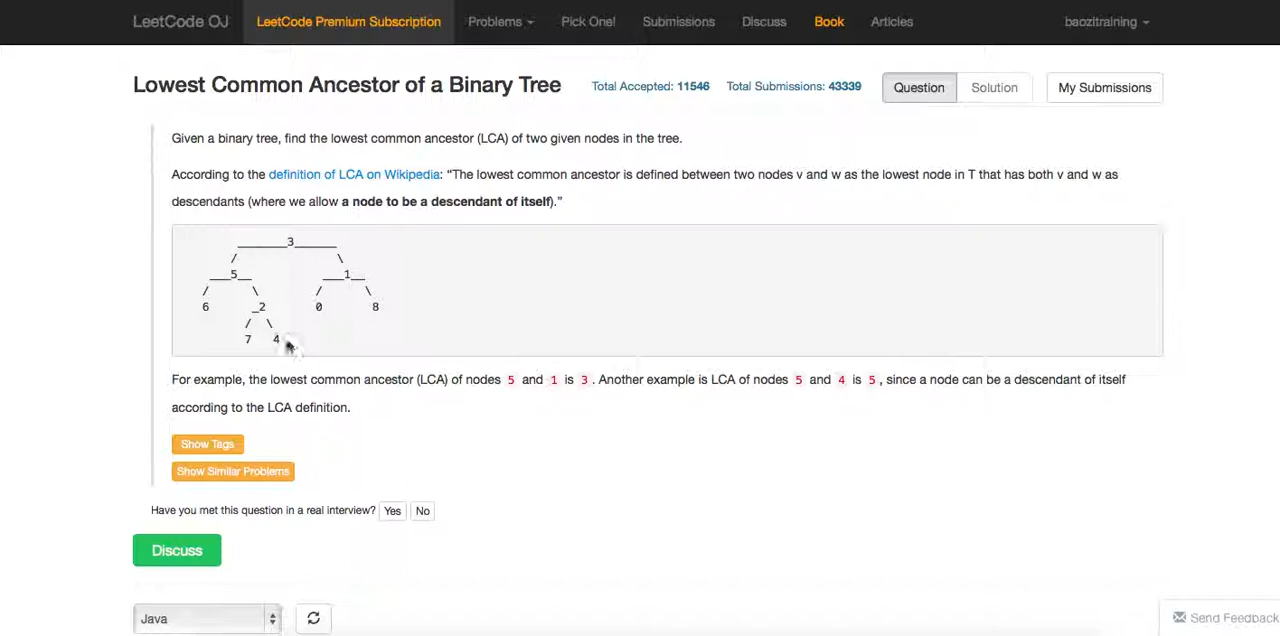 LeetCode OJ LeetCode Premium Subscription Problems Pick One! Submissions Discuss Book Articles baozitraining
Lowest Common Ancestor of a Binary Tree Total Accepted: 11546 Total Submissions: 43339 Question Solution My Submissions
Given a binary tree, find the lowest common ancestor (LCA) of two given nodes in the tree.
According to the definition of LCA on Wikipedia: “The lowest common ancestor is defined between two nodes v and w as the lowest node in T that has both v and w as
descendants (where we allow a node to be a descendant of itself).”
_______3______
/ \
___5__ ___1__
/ \ / \
6 _2 0 8
/ \
7 4
For example, the lowest common ancestor (LCA) of nodes 5 and 1 is 3. Another example is LCA of nodes 5 and 4 is 5, since a node can be a descendant of itself
according to the LCA definition.
Show Tags
Show Similar Problems
Have you met this question in a real interview? Yes No
Discuss
Java
Send Feedback